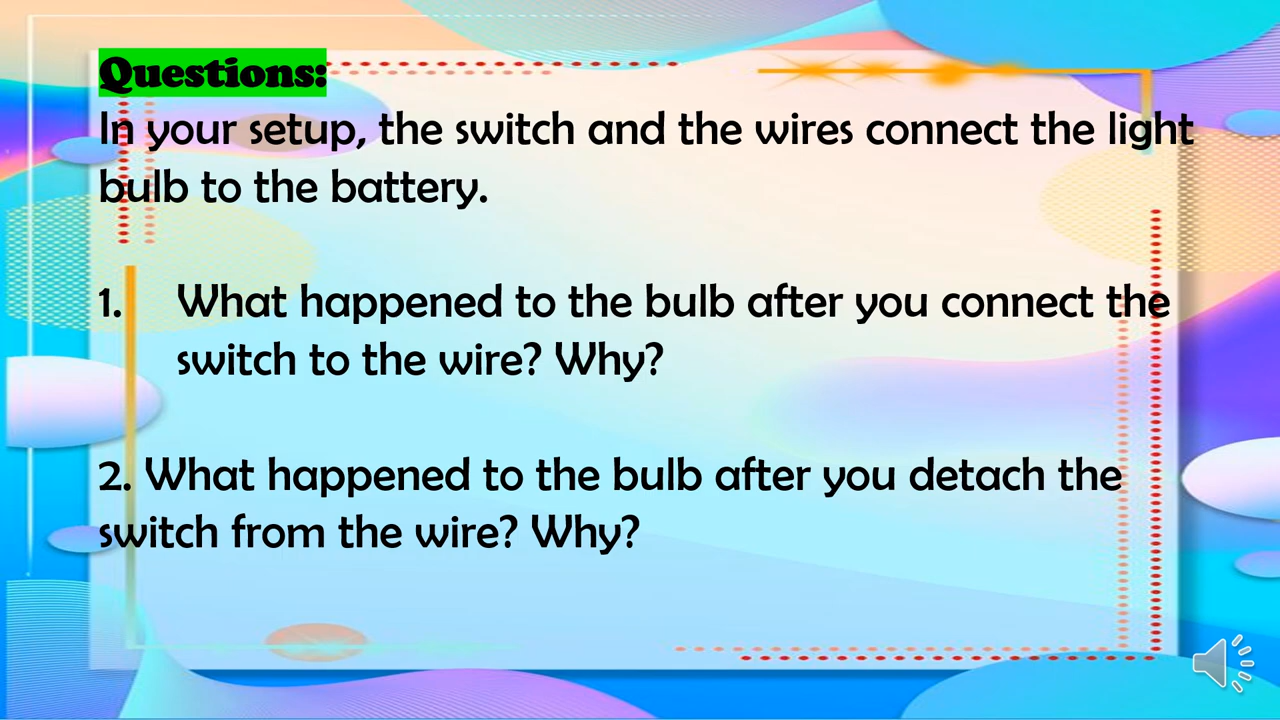 Questions:
In your setup, the switch and the wires connect the light
bulb to the battery.
1. What happened to the bulb after you connect the
switch to the wire? Why?
2. What happened to the bulb after you detach the
switch from the wire? Why?